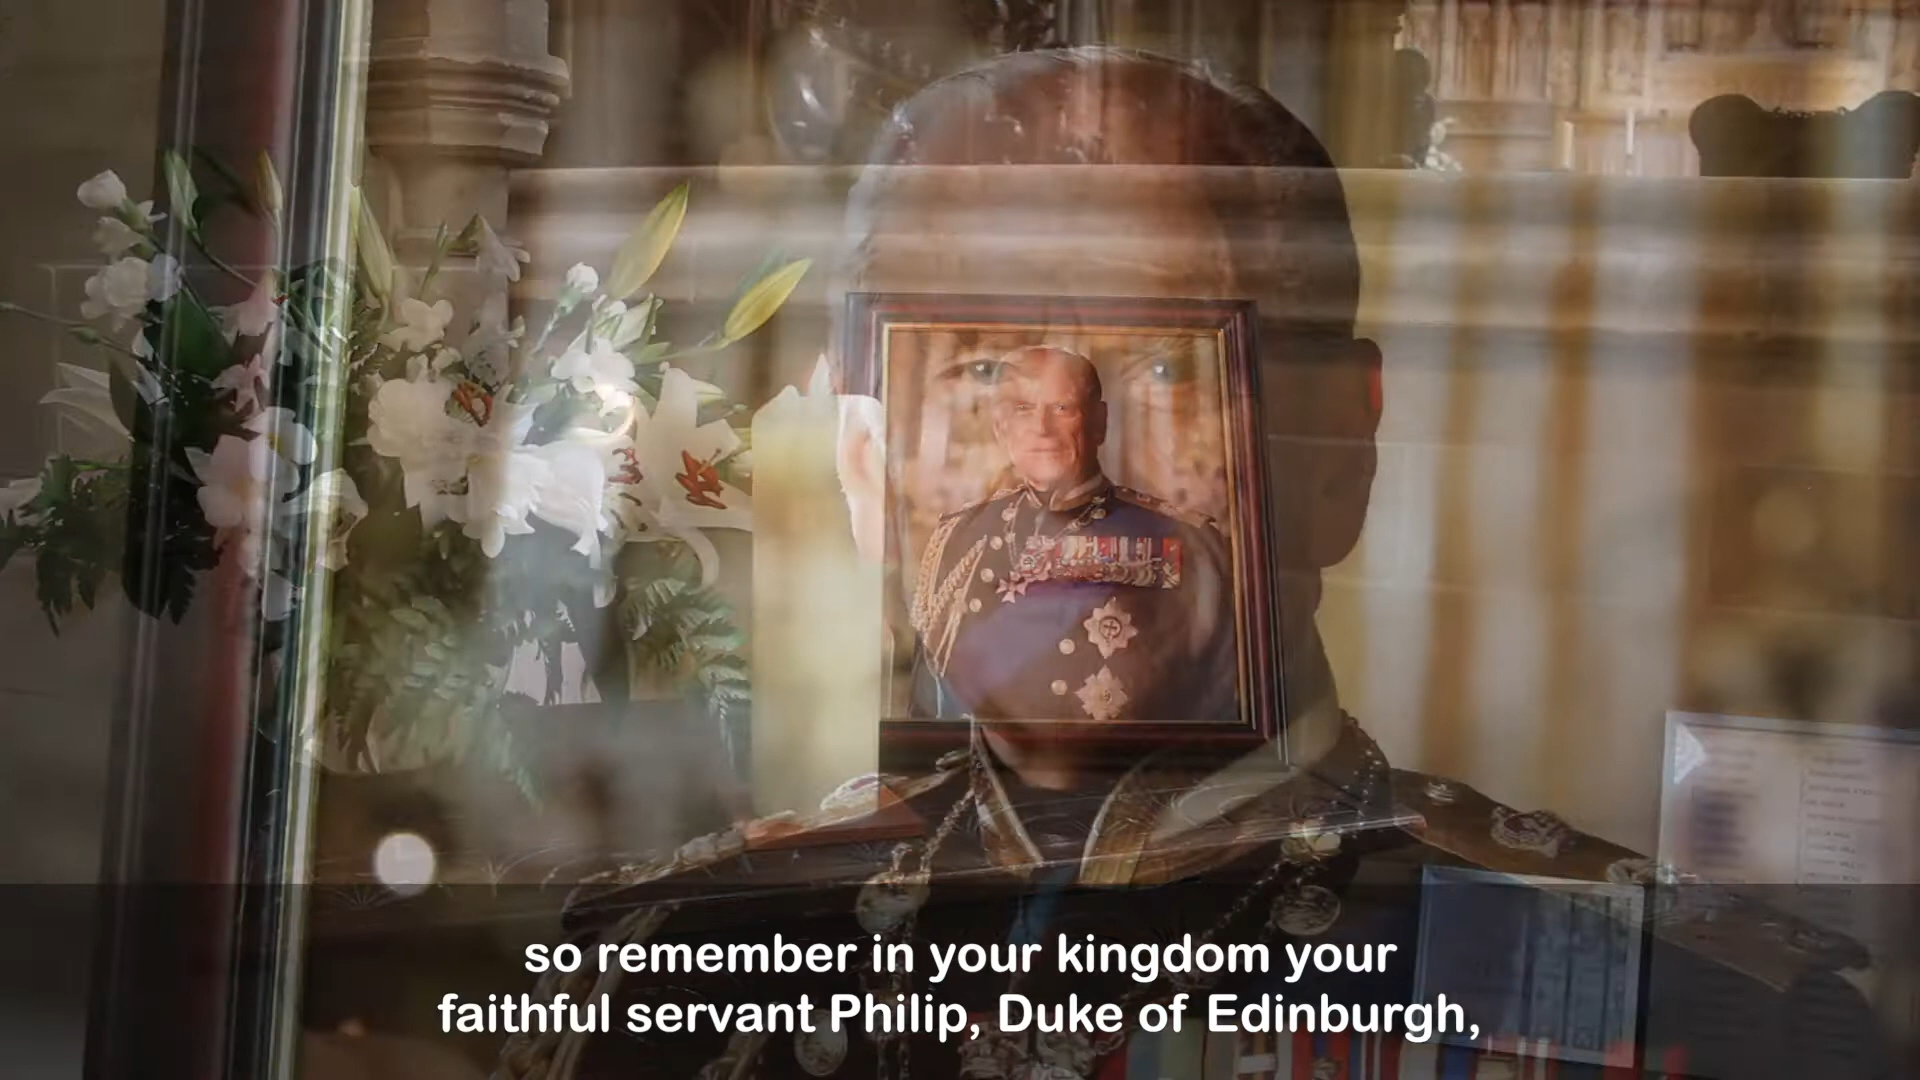 so remember in your kingdom your
faithful servant Philip, Duke of Edinburgh,